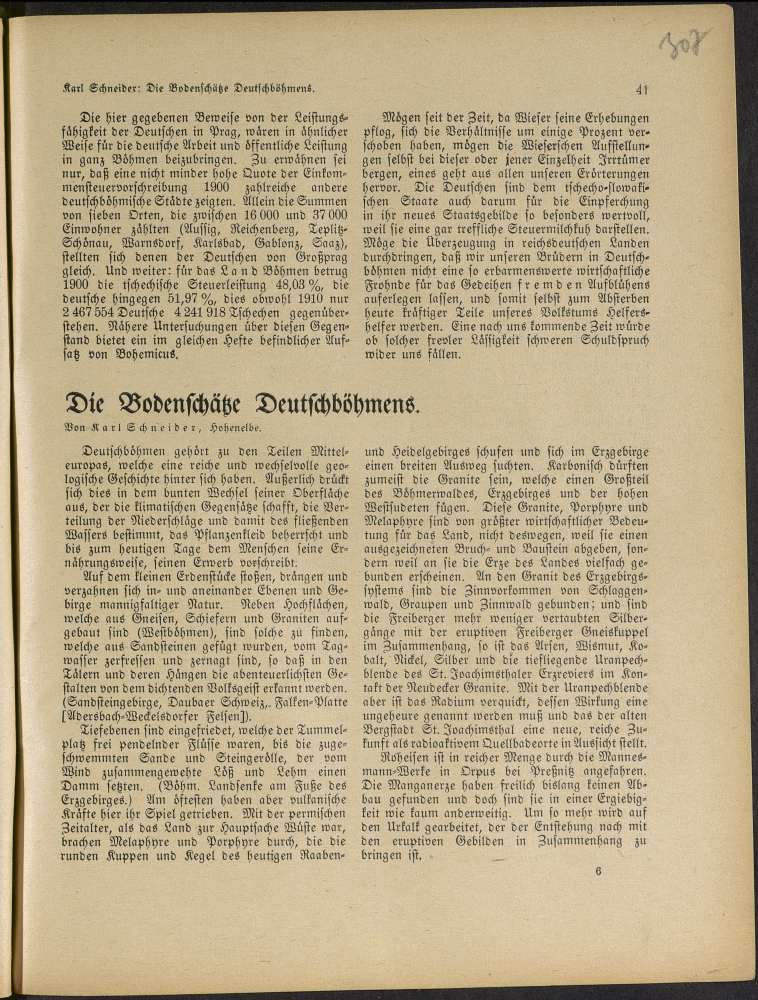 308
Karl Schneider: Die Bodenschätze Deutschböhmens.
41
Die hier gegebenen Beweise von der Leistungs-
fähigkeit der Deutschen in Prag, wären in ähnlicher
Weise für die deutsche Arbeit und öffentliche Leistung
in ganz Böhmen beizubringen. Zu erwähnen sei
nur, daß eine nicht minder hohe Quote der Einkom-
mensteuervorschreibung 1900 zahlreiche andere
deutschböhmische Städte zeigten. Allein die Summen
von sieben Orten, die zwischen 16 000 und 37 000
Einwohner zählten (Aussig, Reichenberg, Teplitz-
Schönau, Warnsdorf, Karlsbad, Gablonz, Saaz),
stellten sich denen der Deutschen von Großprag
gleich. Und weiter: für das Land Böhmen betrug
1900 die tschechische Steuerleistung 48,03 %, die
deutsche hingegen 51,97 %, dies obwohl 1910 nur
2 467 554 Deutsche 4 241 918 Tschechen gegenüber-
stehen. Nähere Untersuchungen über diesen Gegen-
stand bietet ein im gleichen Hefte befindlicher Auf-
satz von Bohemicus.
Mögen seit der Zeit, da Wieser seine Erhebungen
pflog, sich die Verhältnisse um einige Prozent ver-
schoben haben, mögen die Wieserschen Aufstellun-
gen selbst bei dieser oder jener Einzelheit Irrtümer
bergen, eines geht aus allen unseren Erörterungen
hervor. Die Deutschen sind dem tschecho-slowaki-
schen Staate auch darum für die Einpferchung
in ihr neues Staatsgebilde so besonders wertvoll,
weil sie eine gar treffliche Steuermilchkuh darstellen.
Möge die Überzeugung in reichsdeutschen Landen
durchdringen, daß wir unseren Brüdern in Deutsch-
böhmen nicht eine so erbarmenswerte wirtschaftliche
Frohnde für das Gedeihen fremden Aufblühens
auferlegen lassen, und somit selbst zum Absterben
heute kräftiger Teile unseres Volkstums Helfers-
helfer werden. Eine nach uns kommende Zeit würde
ob solcher frevler Lässigkeit schweren Schuldspruch
wider uns fällen.
Die Bodenschätze Deutschböhmens.
Von Karl Schneider, Hohenelbe.
Deutschböhmen gehört zu den Teilen Mittel-
europas, welche eine reiche und wechselvolle geo-
logische Geschichte hinter sich haben. Äußerlich drückt
sich dies in dem bunten Wechsel seiner Oberfläche
aus, der die klimatischen Gegensätze schafft, die Ver-
teilung der Niederschläge und damit des fließenden
Wassers bestimmt, das Pflanzenkleid beherrscht und
bis zum heutigen Tage dem Menschen seine Er-
nährungsweise, seinen Erwerb vorschreibt.
Auf dem kleinen Erdenstücke stoßen, drängen und
verzahnen sich in- und aneinander Ebenen und Ge-
birge mannigfaltiger Natur. Neben Hochflächen,
welche aus Gneisen, Schiefern und Graniten auf-
gebaut sind (Westböhmen), sind solche zu finden,
welche aus Sandsteinen gefügt wurden, vom Tag-
wasser zerfressen und zernagt sind, so daß in den
Tälern und deren Hängen die abenteuerlichsten Ge-
stalten von dem dichtenden Volksgeist erkannt werden.
(Sandsteingebirge, Daubaer Schweiz,. Falken-Platte
[Adersbach-Weckelsdorfer Felsen]).
Tiefebenen sind eingefriedet, welche der Tummel-
platz frei pendelnder Flüsse waren, bis die zuge-
schwemmten Sande und Steingerölle, der vom
Wind zusammengewehte Löß und Lehm einen
Damm setzten. (Böhm. Landsenke am Fuße des
Erzgebirges.) Am öftesten haben aber vulkanische
Kräfte hier ihr Spiel getrieben. Mit der permischen
Zeitalter, als das Land zur Hauptsache Wüste war,
brachen Melaphyre und Porphyre durch, die die
runden Kuppen und Kegel des heutigen Raaben-
und Heidelgebirges schufen und sich im Erzgebirge
einen breiten Ausweg suchten. Karbonisch dürften
zumeist die Granite sein, welche einen Großteil
des Böhmerwaldes, Erzgebirges und der hohen
Westsudeten fügen. Diese Granite, Porphyre und
Melaphyre sind von größter wirtschaftlicher Bedeu-
tung für das Land, nicht deswegen, weil sie einen
ausgezeichneten Bruch- und Baustein abgeben, son-
dern weil an sie die Erze des Landes vielfach ge-
bunden erscheinen. An den Granit des Erzgebirgs-
systems sind die Zinnvorkommen von Schlaggen-
wald, Graupen und Zinnwald gebunden; und sind
die Freiberger mehr weniger vertaubten Silber-
gänge mit der eruptiven Freiberger Gneiskuppel
im Zusammenhang, so ist das Arsen, Wismut, Ko-
balt, Nickel, Silber und die tiefliegende Uranpech-
blende des St. Joachimsthaler Erzreviers im Kon-
takt der Neudecker Granite. Mit der Uranpechblende
aber ist das Radium verquickt, dessen Wirkung eine
ungeheure genannt werden muß und das der alten
Bergstadt St. Joachimsthal eine neue, reiche Zu-
kunft als radioaktivem Quellbadeorte in Aussicht stellt.
Roheisen ist in reicher Menge durch die Mannes-
mann-Werke in Orpus bei Preßnitz angefahren.
Die Manganerze haben freilich bislang keinen Ab-
bau gefunden und doch sind sie in einer Ergiebig-
keit wie kaum anderweitig. Um so mehr wird auf
den Urkalk gearbeitet, der der Entstehung nach mit
den eruptiven Gebilden in Zusammenhang zu
bringen ist.
6